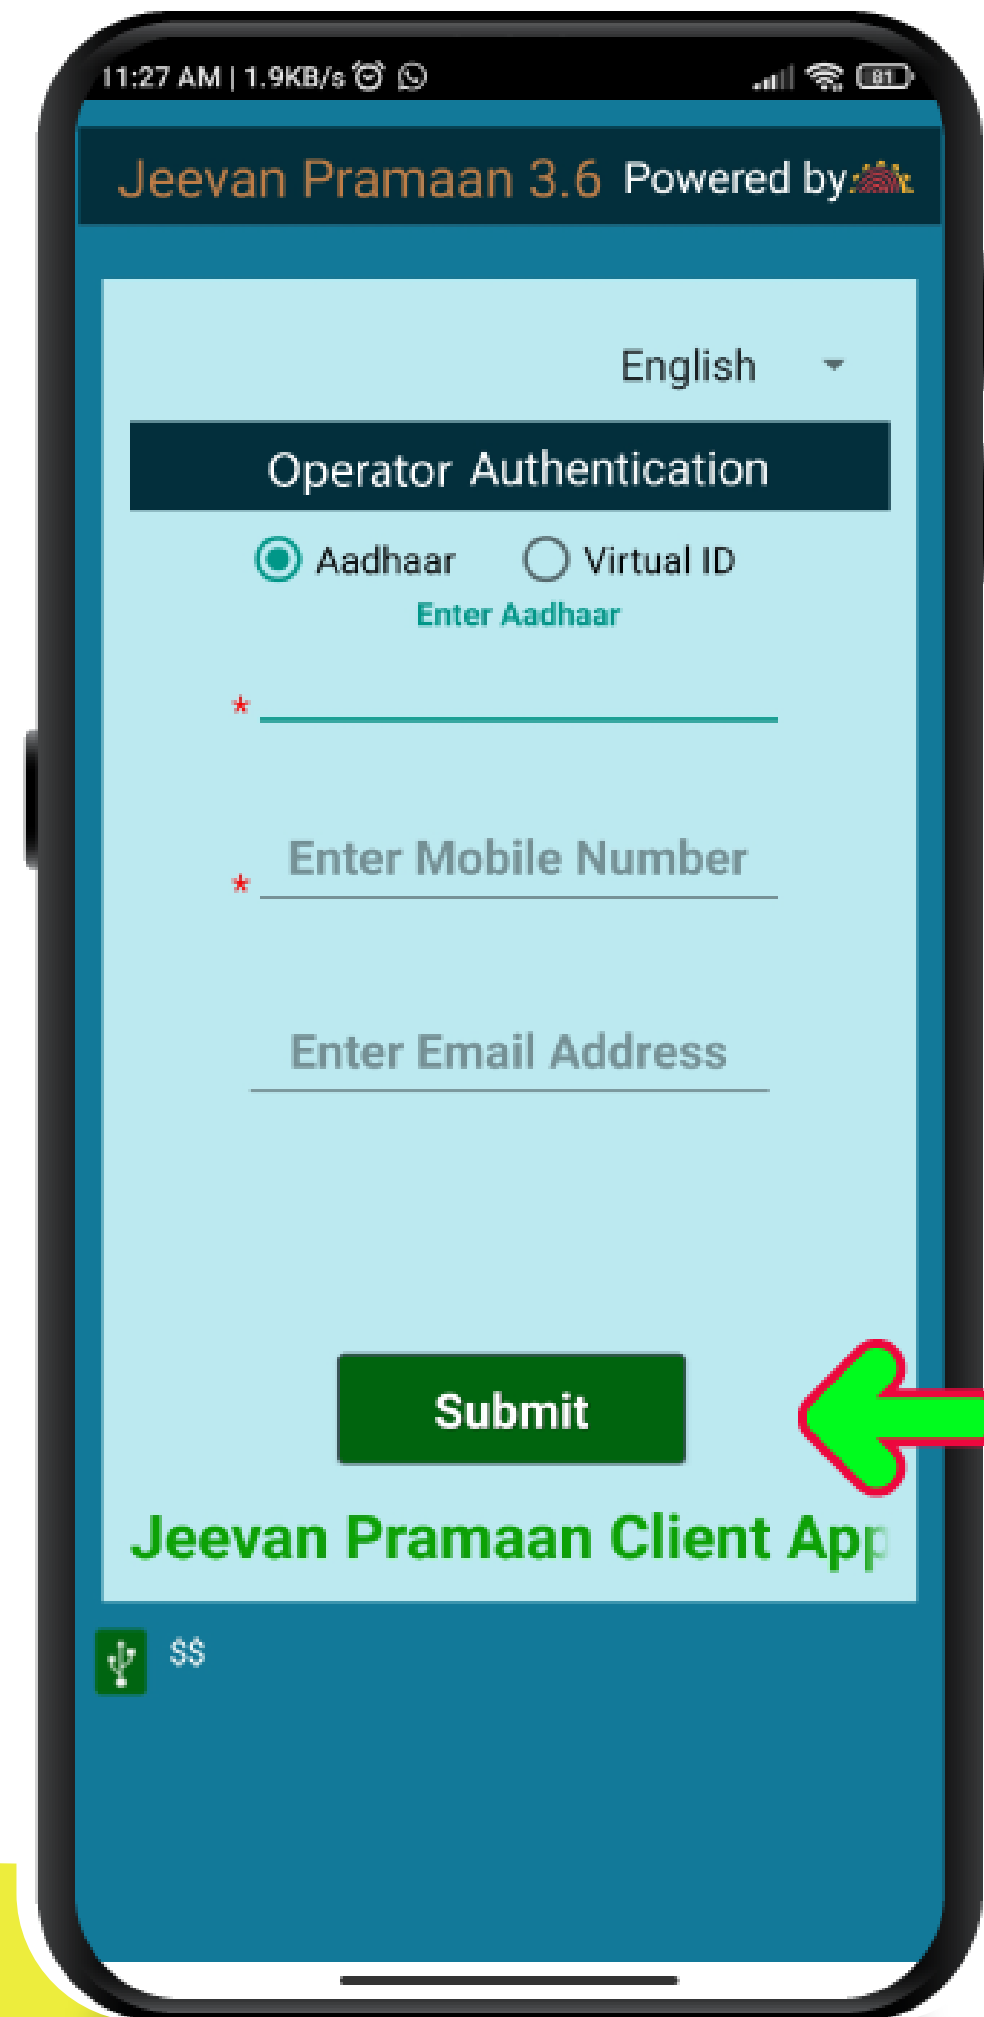 11:27 AM | 1.9KB/s 81
Jeevan Pramaan 3.6 Powered by
English
Operator Authentication
Aadhaar Virtual ID
Enter Aadhaar
*
* Enter Mobile Number
Enter Email Address
Submit
Jeevan Pramaan Client App
$$